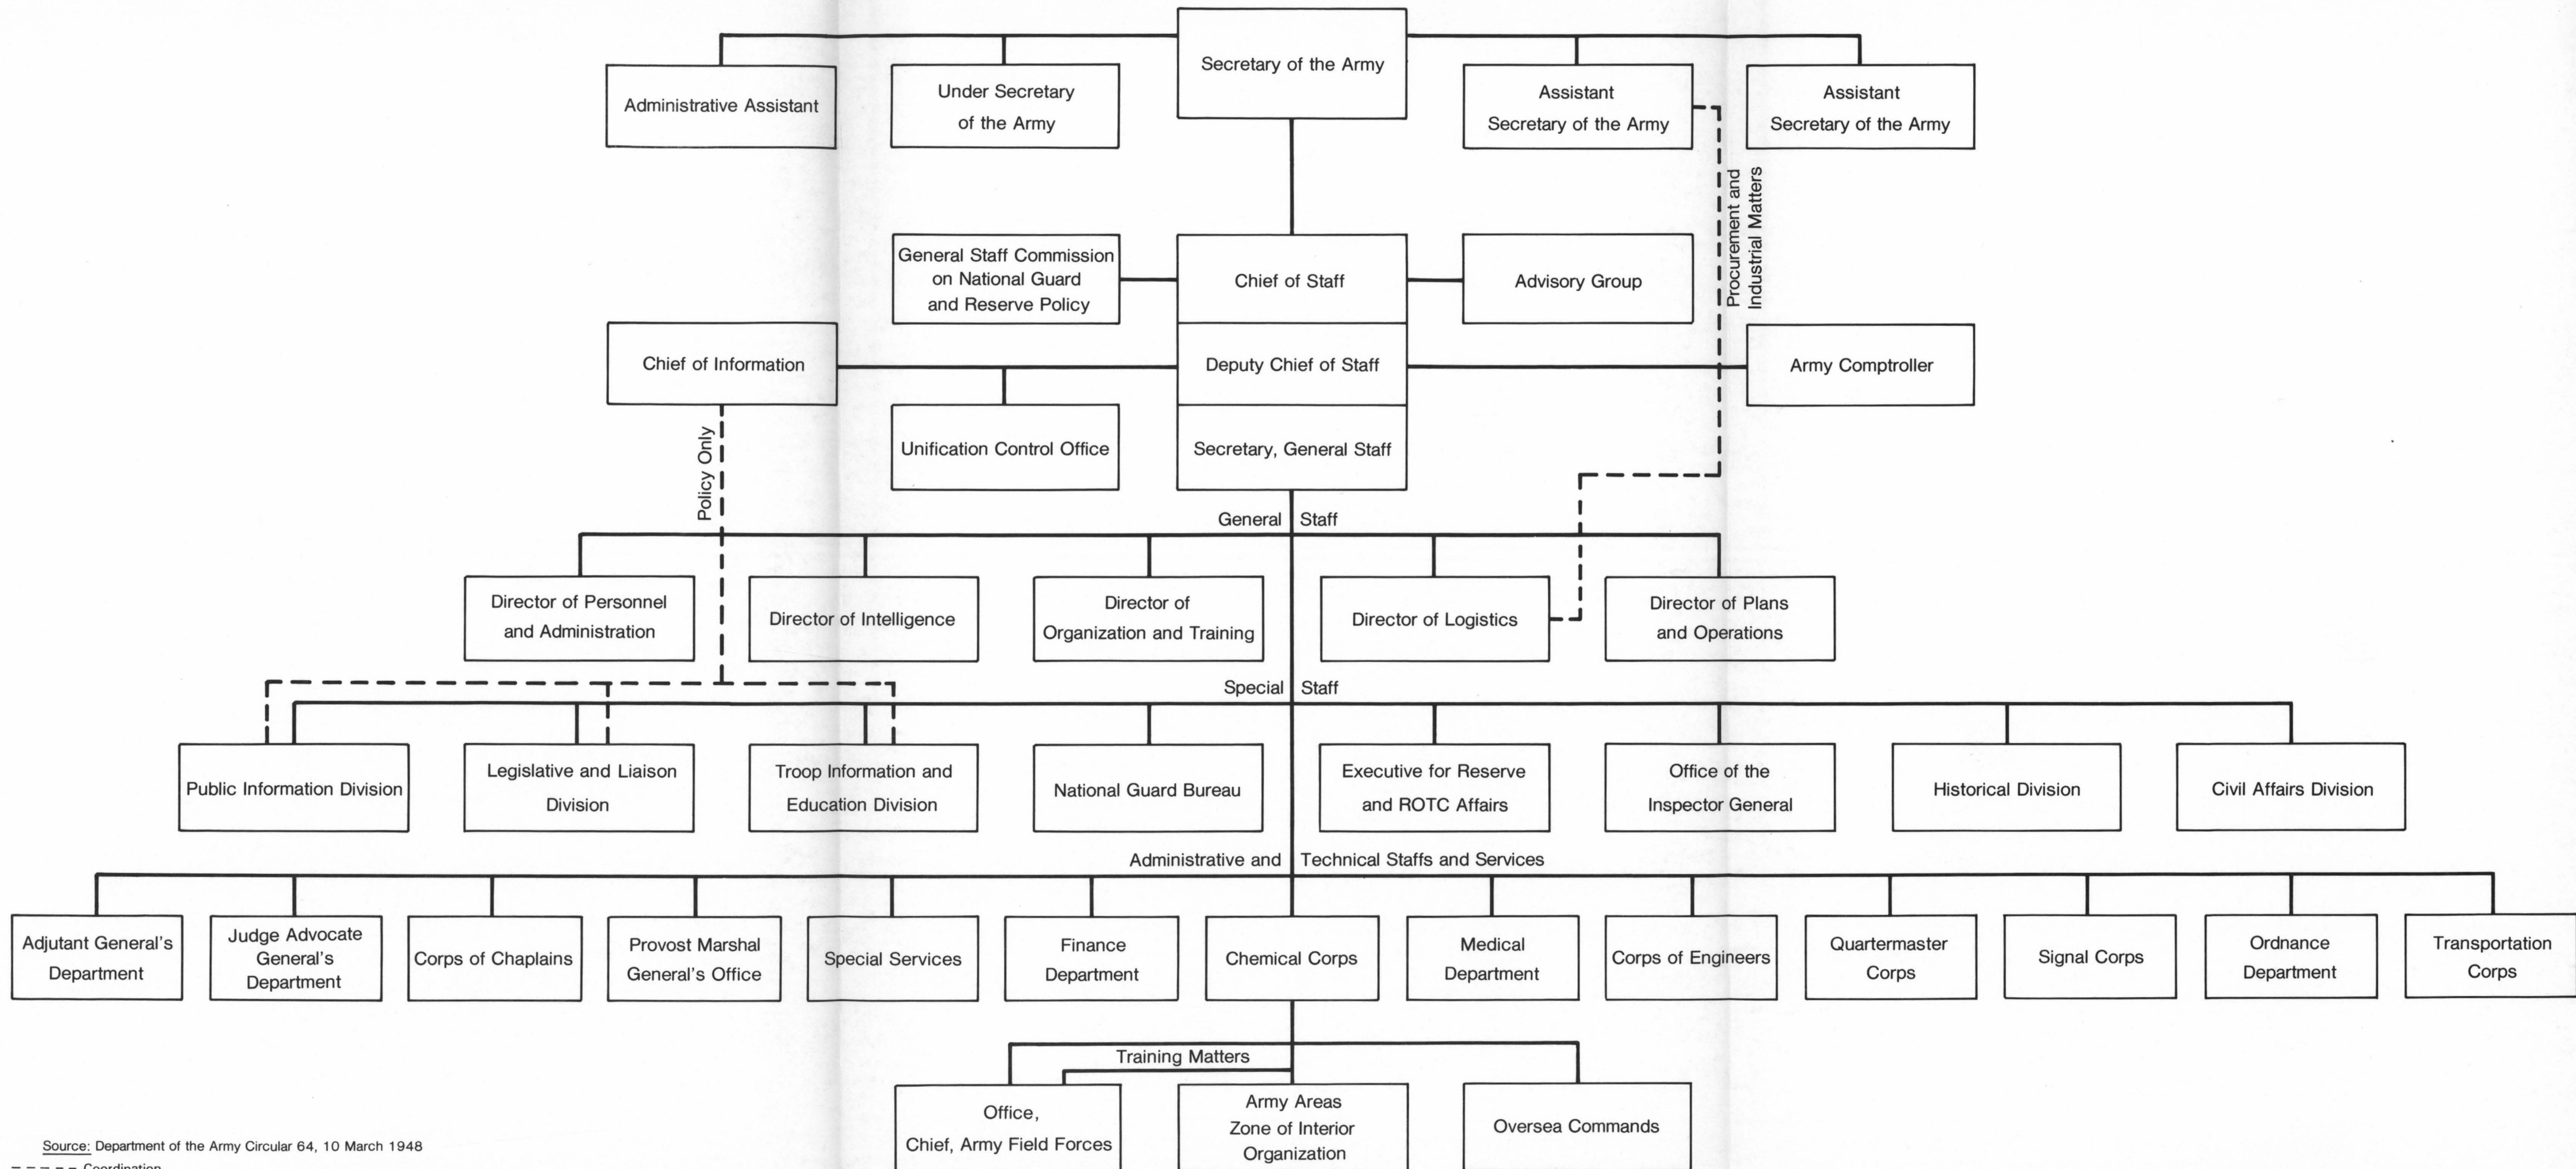 Secretary of the Army
Administrative Assistant
Under Secretary
of the Army
Assistant
Secretary of the Army
Assistant
Secretary of the Army
Procurement and
Industrial Matters
General Staff Commission
on National Guard
and Reserve Policy
Chief of Staff
Advisory Group
Chief of Information
Deputy Chief of Staff
Army Comptroller
Policy Only
Unification Control Office
Secretary, General Staff
General Staff
Director of Personnel
and Administration
Director of Intelligence
Director of
Organization and Training
Director of Logistics
Director of Plans
and Operations
Special Staff
Public Information Division
Legislative and Liaison
Division
Troop Information and
Education Division
National Guard Bureau
Executive for Reserve
and ROTC Affairs
Office of the
Inspector General
Historical Division
Civil Affairs Division
Administrative and Technical Staffs and Services
Adjutant General's
Department
Judge Advocate
General's
Department
Corps of Chaplains
Provost Marshal
General's Office
Special Services
Finance
Department
Chemical Corps
Medical
Department
Corps of Engineers
Quartermaster
Corps
Signal Corps
Ordnance
Department
Transportation
Corps
Training Matters
Office,
Chief, Army Field Forces
Army Areas
Zone of Interior
Organization
Oversea Commands
Source: Department of the Army Circular 64, 10 March 1948
Coordination